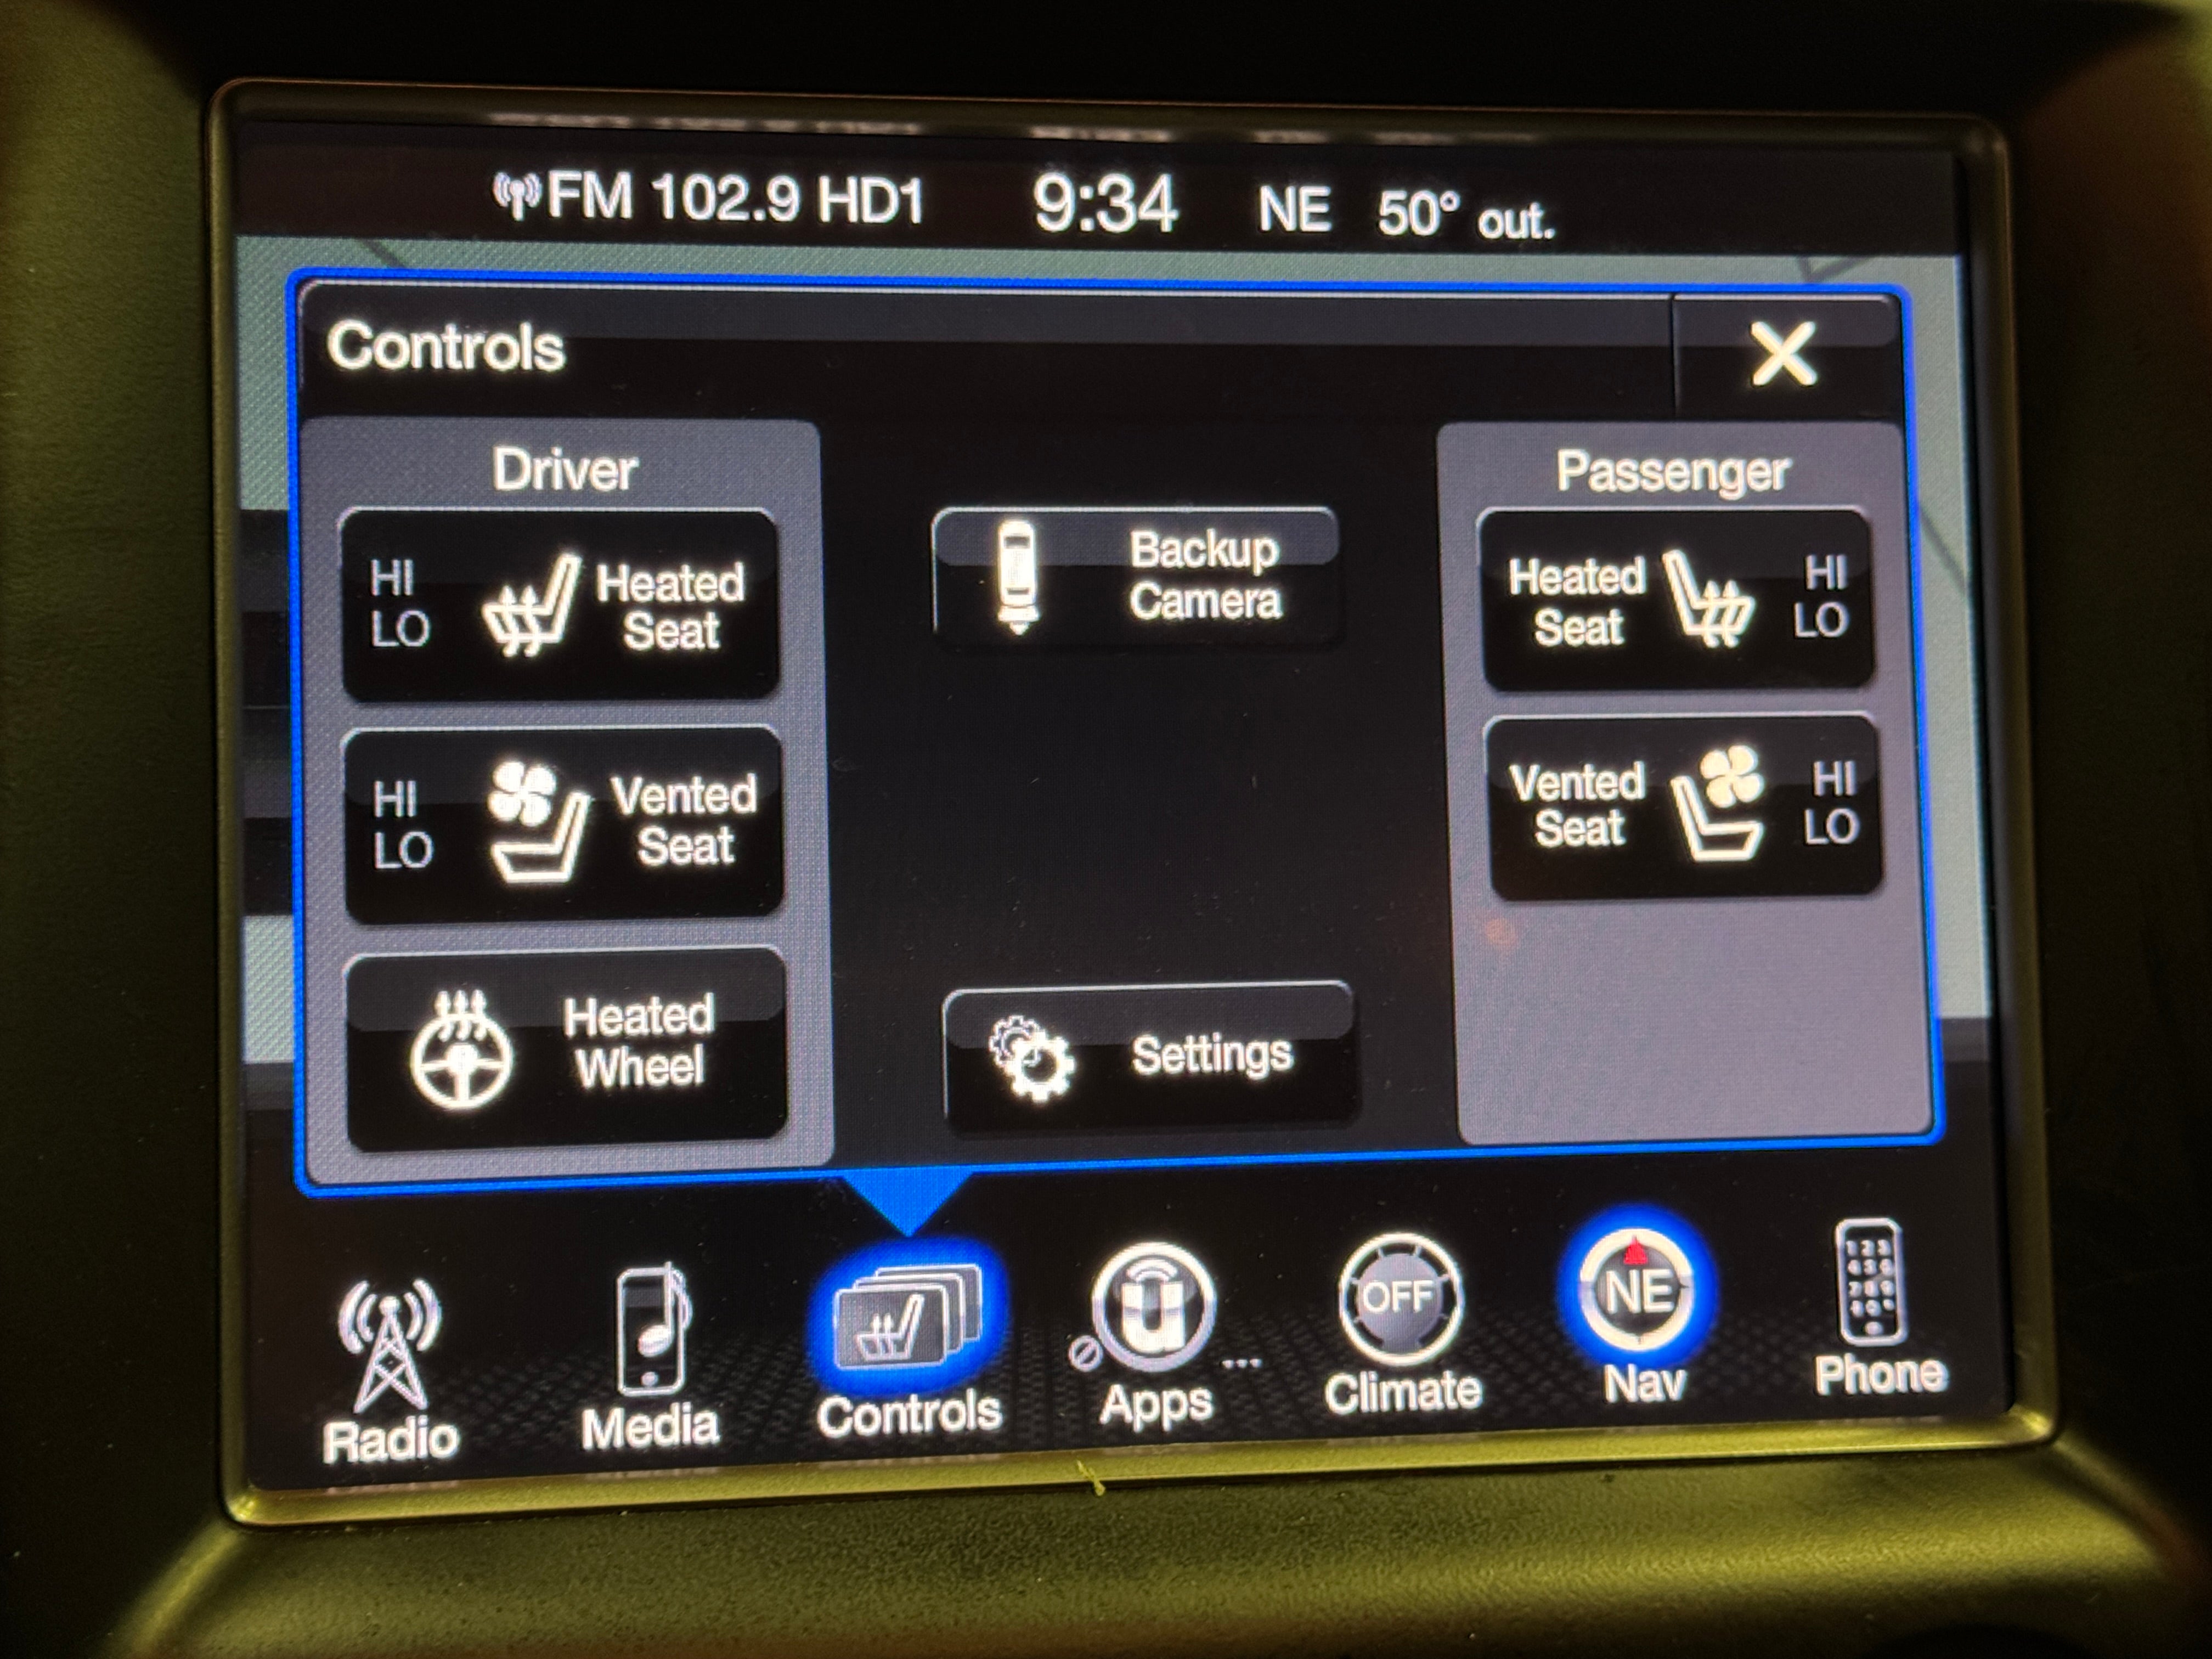 FM 102.9 HD1 9:34 NE 50° out.
Controls
Driver
HI
LO
Heated
Seat
HI
LO
Vented
Seat
Heated
Wheel
Backup
Camera
Settings
Passenger
Heated
Seat
HI
LO
Vented
Seat
HI
LO
Radio
Media
Controls
Apps
...
OFF
Climate
NE
Nav
Phone